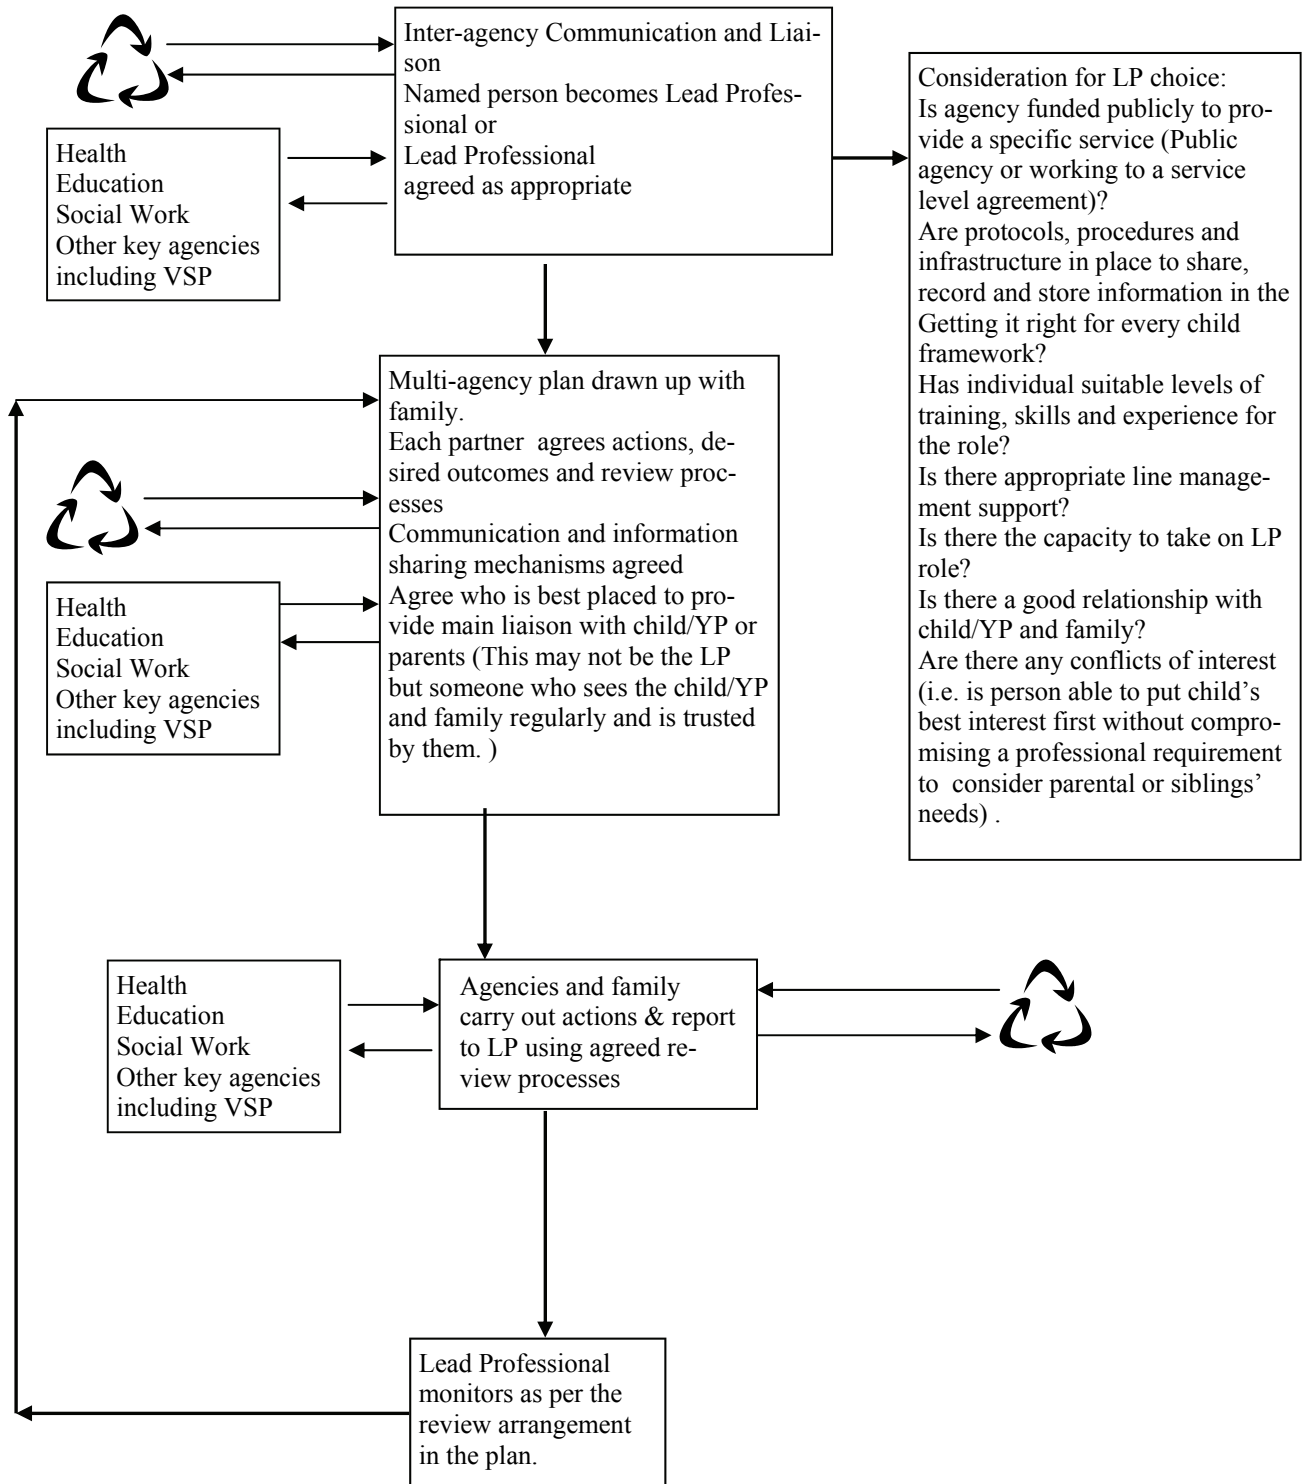 Inter-agency Communication and Liai-
son
Named person becomes Lead Profes-
sional or
Lead Professional
agreed as appropriate
Health
Education
Social Work
Other key agencies
including VSP
Consideration for LP choice:
Is agency funded publicly to pro-
vide a specific service (Public
agency or working to a service
level agreement)?
Are protocols, procedures and
infrastructure in place to share,
record and store information in the
Getting it right for every child
framework?
Has individual suitable levels of
training, skills and experience for
the role?
Is there appropriate line manage-
ment support?
Is there the capacity to take on LP
role?
Is there a good relationship with
child/YP and family?
Are there any conflicts of interest
(i.e. is person able to put child’s
best interest first without compro-
mising a professional requirement
to  consider parental or siblings’
needs) .
Multi-agency plan drawn up with
family.
Each partner  agrees actions, de-
sired outcomes and review proc-
esses
Communication and information
sharing mechanisms agreed
Agree who is best placed to pro-
vide main liaison with child/YP or
parents (This may not be the LP
but someone who sees the child/YP
and family regularly and is trusted
by them. )
Health
Education
Social Work
Other key agencies
including VSP
Health
Education
Social Work
Other key agencies
including VSP
Agencies and family
carry out actions & report
to LP using agreed re-
view processes
Lead Professional
monitors as per the
review arrangement
in the plan.